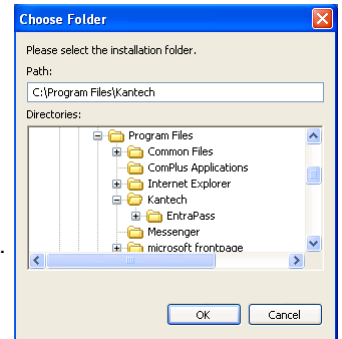 Choose Folder
Please select the installation folder.
Path:
C:\Program Files\Kantech
Directories:
Program Files
Common Files
ComPlus Applications
Internet Explorer
Kantech
EntraPass
Messenger
microsoft frontpage
.
OK Cancel